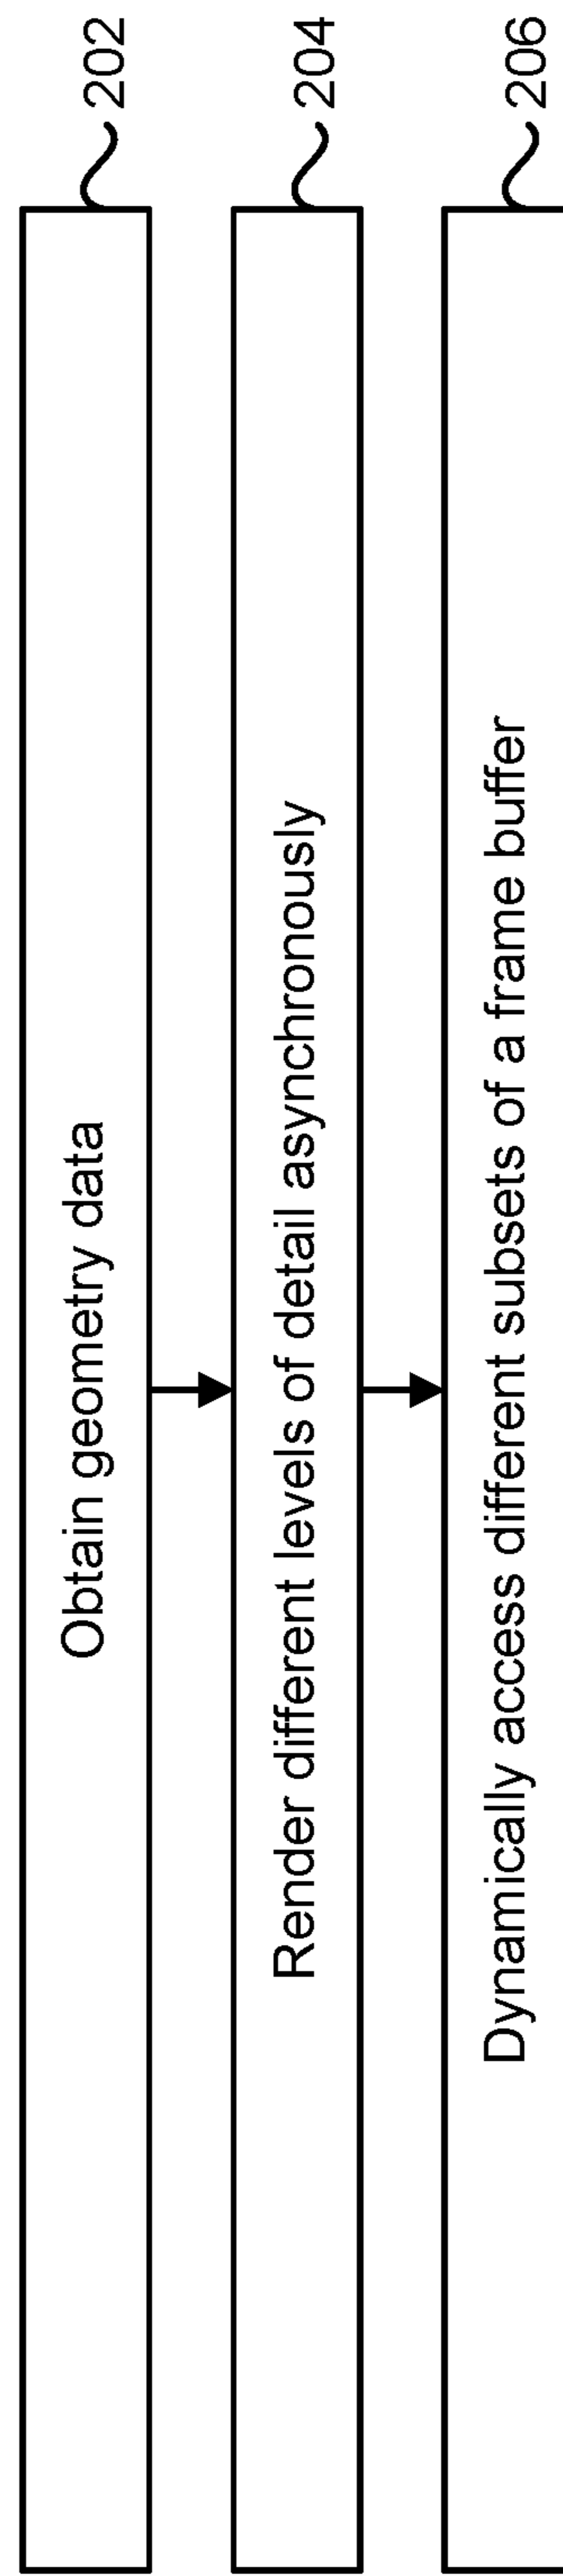 Obtain geometry data
202
Render different levels of detail asynchronously
204
Dynamically access different subsets of a frame buffer
206